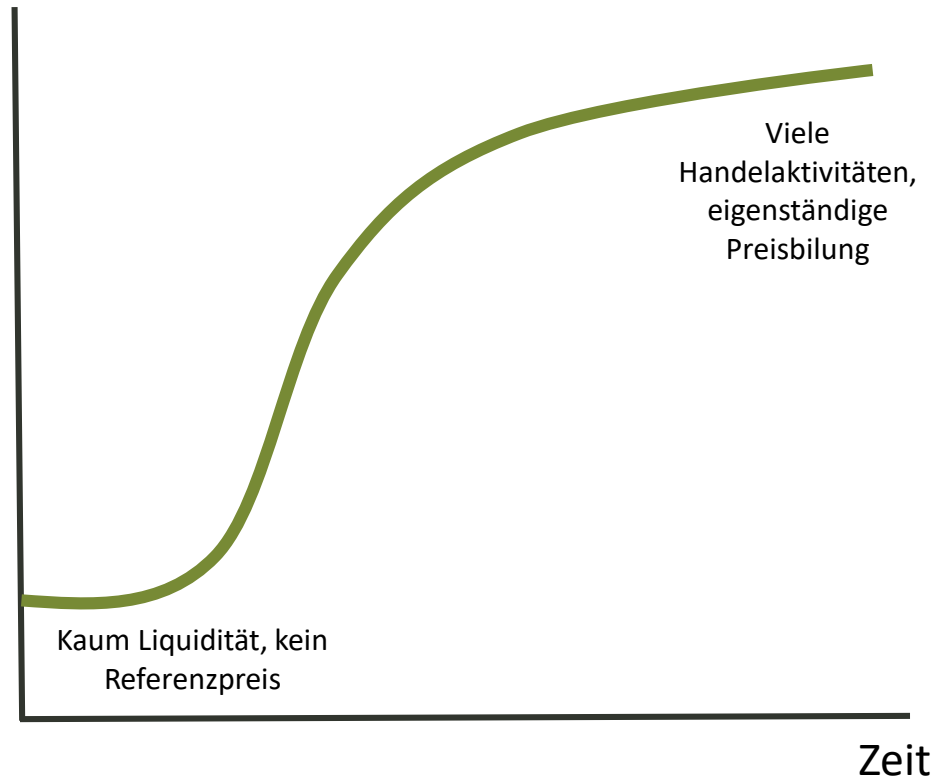 Viele
Handelaktivitäten,
eigenständige
Preisbilung
Kaum Liquidität, kein
Referenzpreis
Zeit